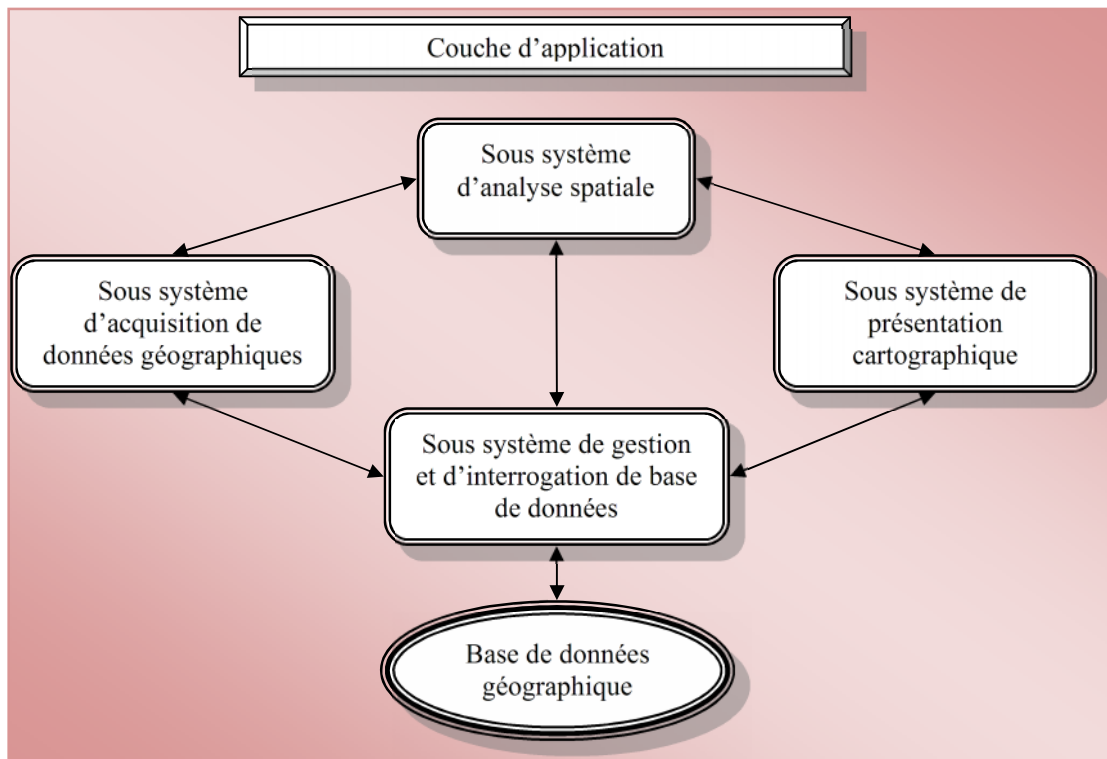 Couche d’application
Sous système
d’analyse spatiale
Sous système
d’acquisition de
données géographiques
Sous système de
présentation
cartographique
Sous système de gestion
et d’interrogation de base
de données
Base de données
géographique